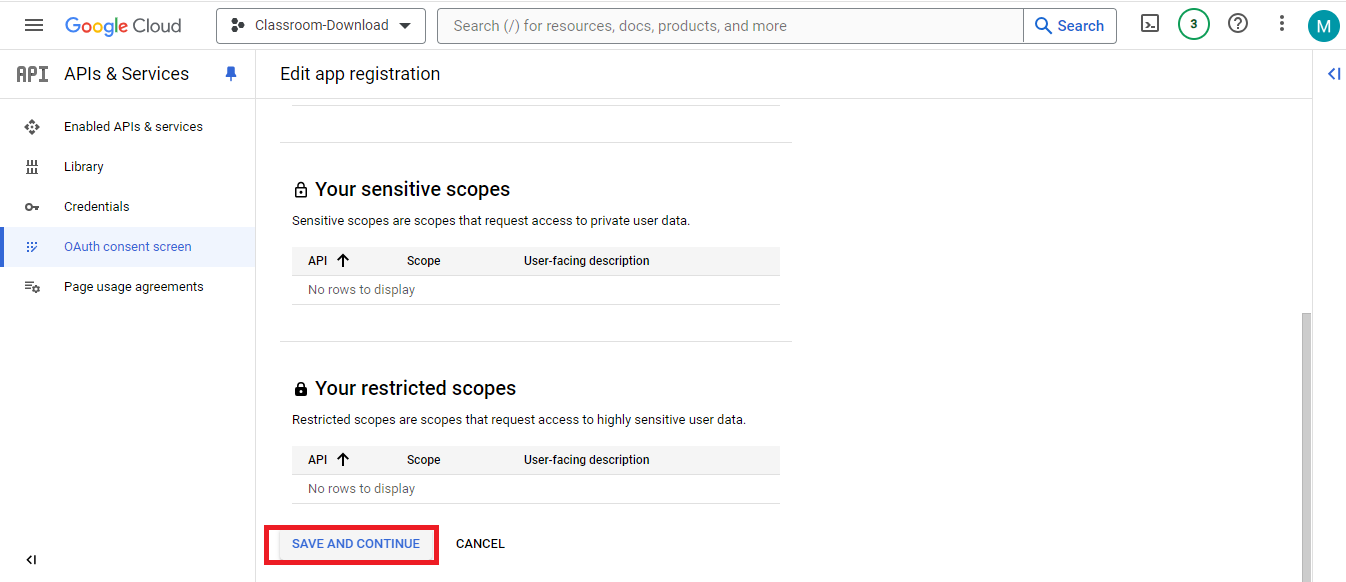 Google Cloud
Classroom-Download
Search (/) for resources, docs, products, and more
Search
3
M
API
APIs & Services
Edit app registration
Enabled APIs & services
Library
Credentials
OAuth consent screen
Page usage agreements
Your sensitive scopes
Sensitive scopes are scopes that request access to private user data.
API Scope User-facing description
No rows to display
Your restricted scopes
Restricted scopes are scopes that request access to highly sensitive user data.
API Scope User-facing description
No rows to display
SAVE AND CONTINUE CANCEL